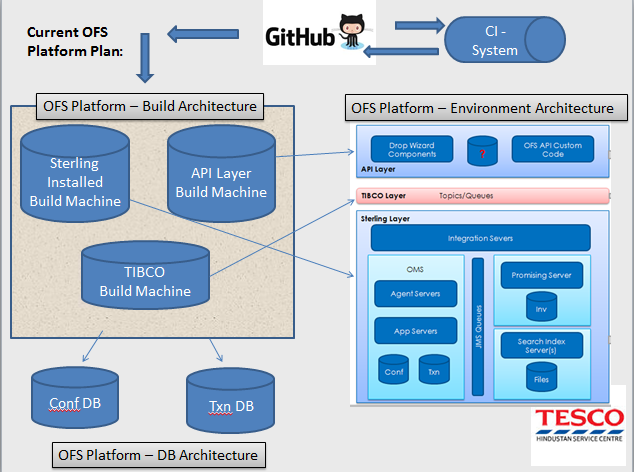 Current OFS
Platform Plan:
GitHub
CI -
System
OFS Platform – Build Architecture
OFS Platform – Environment Architecture
Sterling
Installed
Build Machine
API Layer
Build Machine
TIBCO
Build Machine
Drop Wizard
Components
?
OFS API Custom
Code
API Layer
TIBCO Layer
Topics/Queues
Sterling Layer
Integration Severs
OMS
Agent Servers
App Servers
Conf
Txn
JMS Queues
Promising Server
Inv
Search Index
Server(s)
Files
Conf DB
Txn DB
OFS Platform – DB Architecture
TESCO
HINDUSTAN SERVICE CENTRE